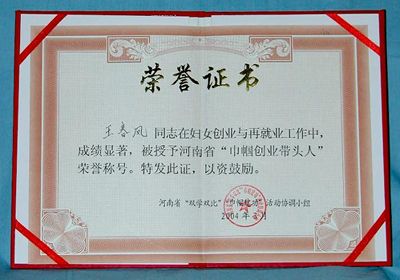 荣誉证书
王春凤 同志在妇女创业与再就业工作中，
成绩显著，被授予河南省“巾帼创业带头人”
荣誉称号。特发此证，以资鼓励。
河南省“双学双比”“巾帼建功”活动协调小组
2004年 月